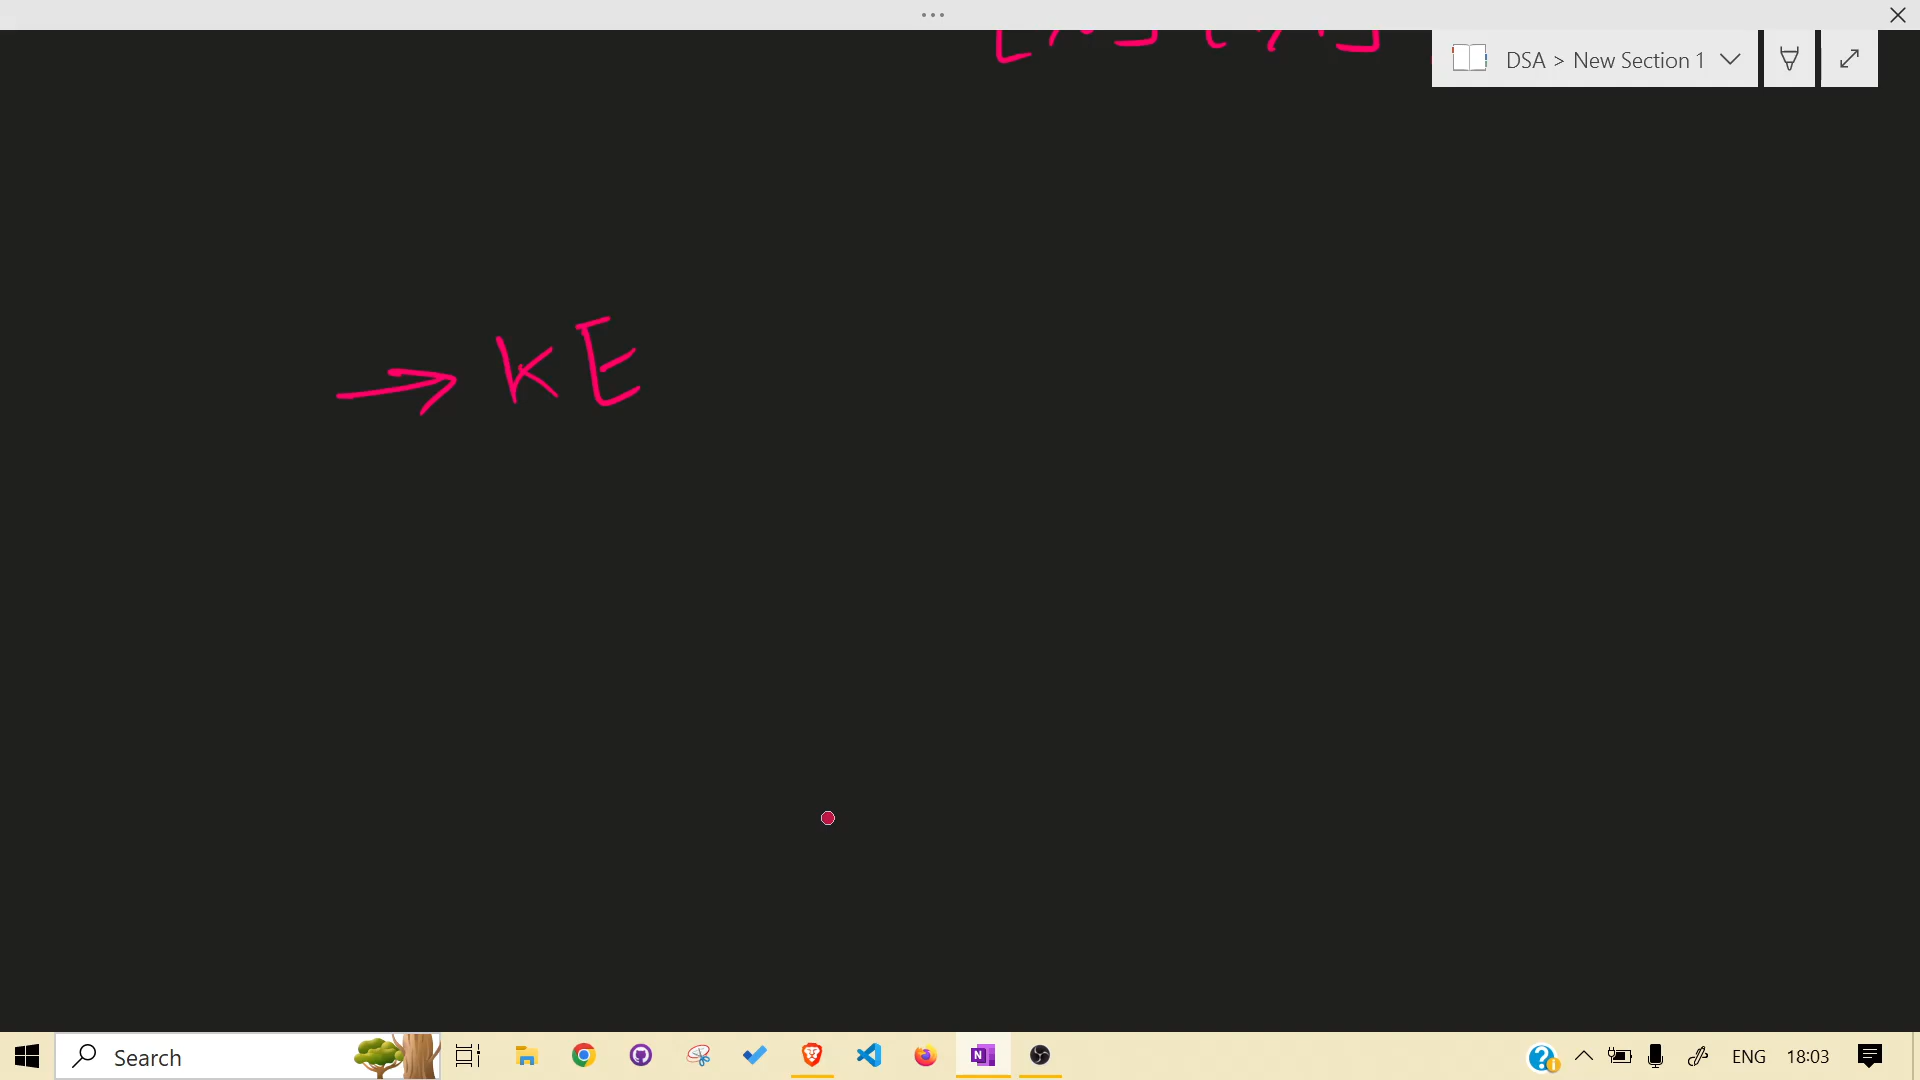 DSA > New Section 1
→ KE
Search
ENG 18:03